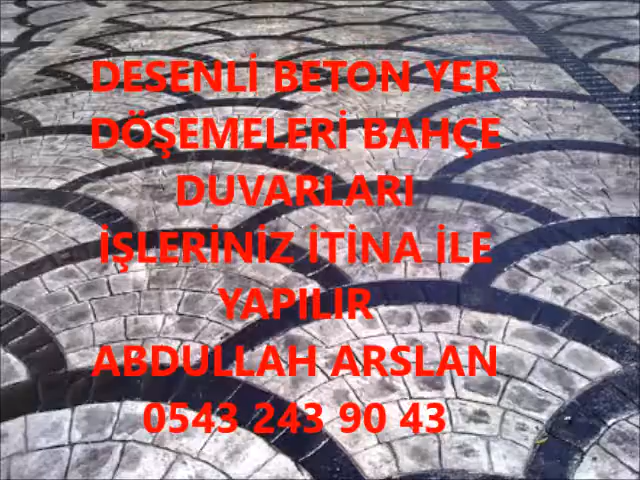 DESENLİ BETON YER
DÖŞEMELERİ BAHÇE
DUVARLARI
İŞLERİNİZ İTİNA İLE
YAPILIR
ABDULLAH ARSLAN
0543 243 90 43